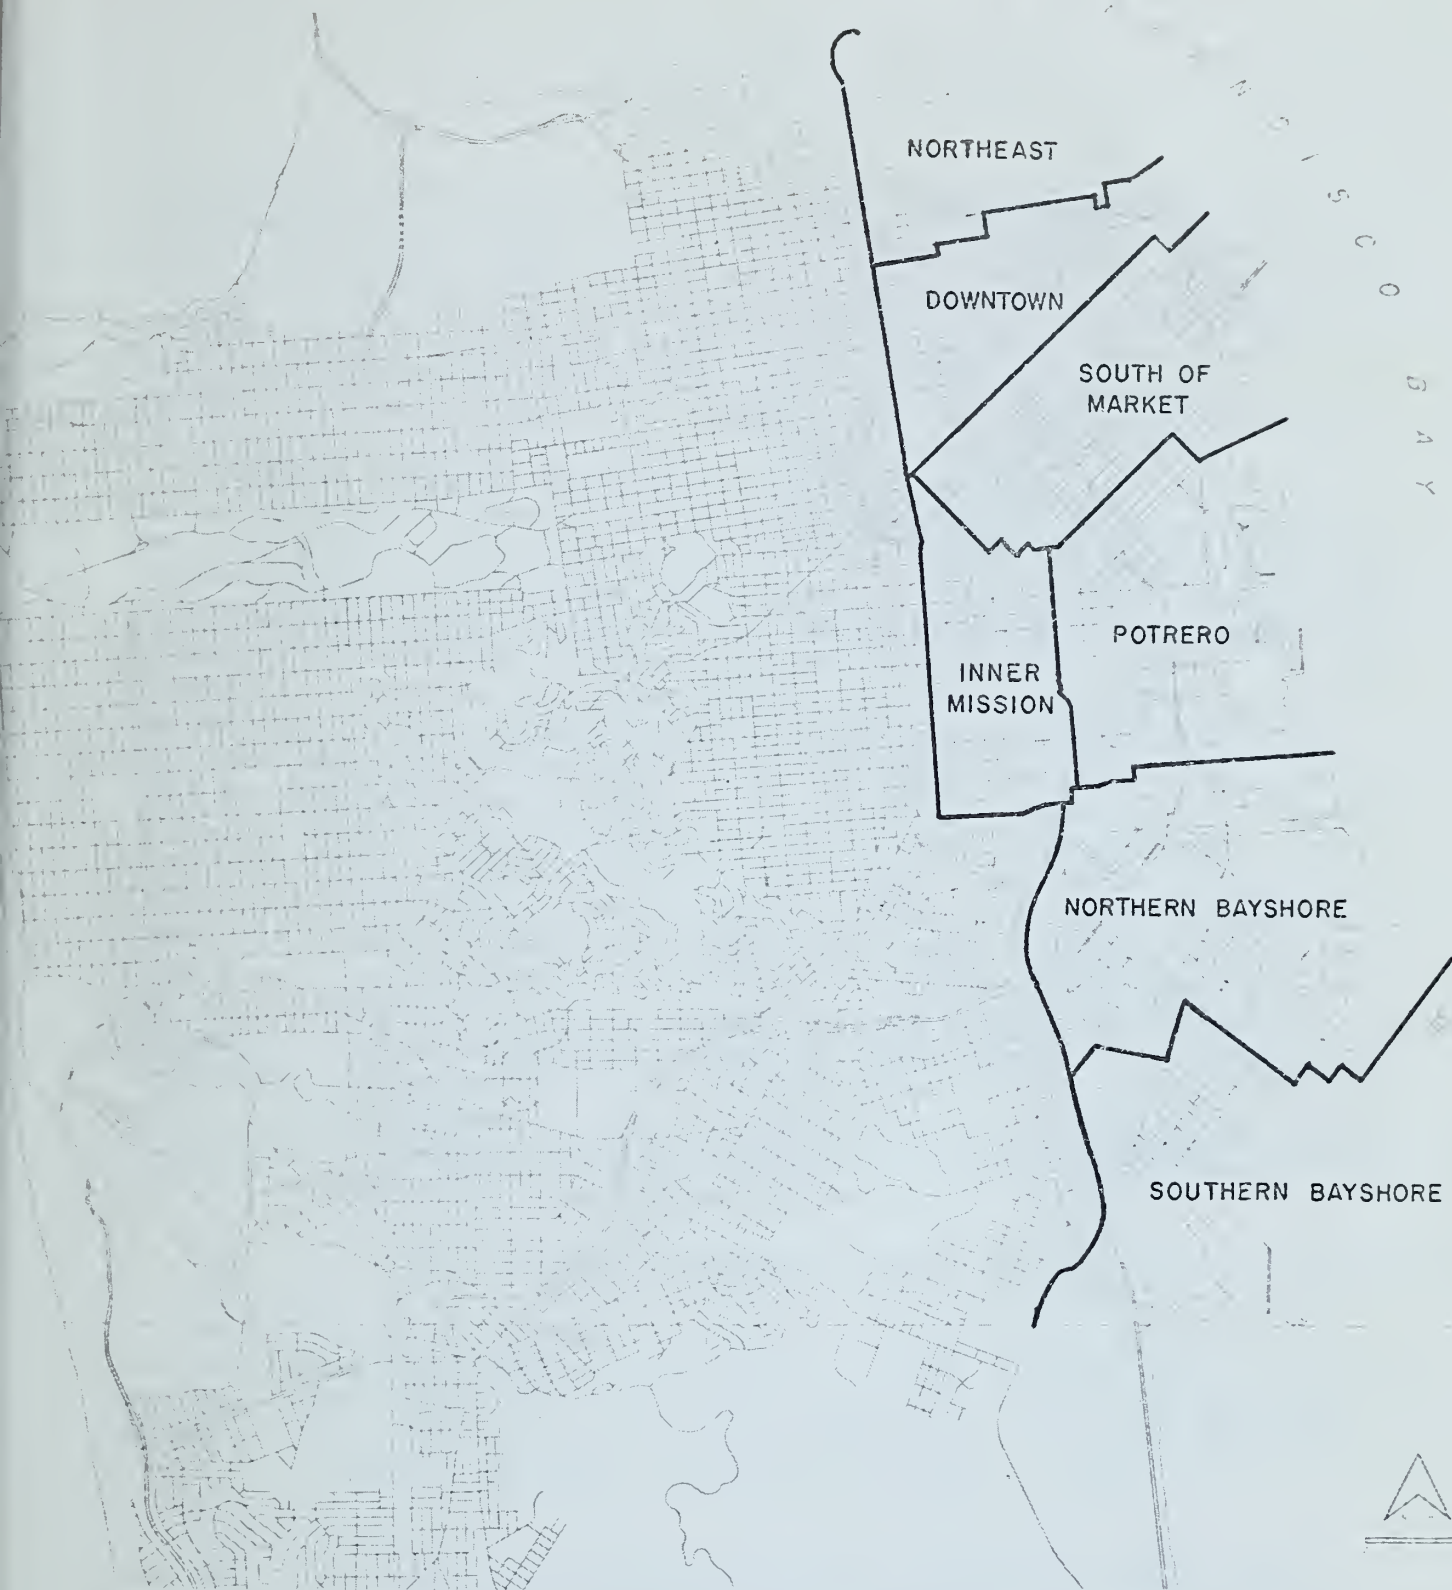 NORTHEAST
DOWNTOWN
SOUTH OF
MARKET
POTRERO
INNER
MISSION
NORTHERN BAYSHORE
SOUTHERN BAYSHORE
N C I S C O
B A Y